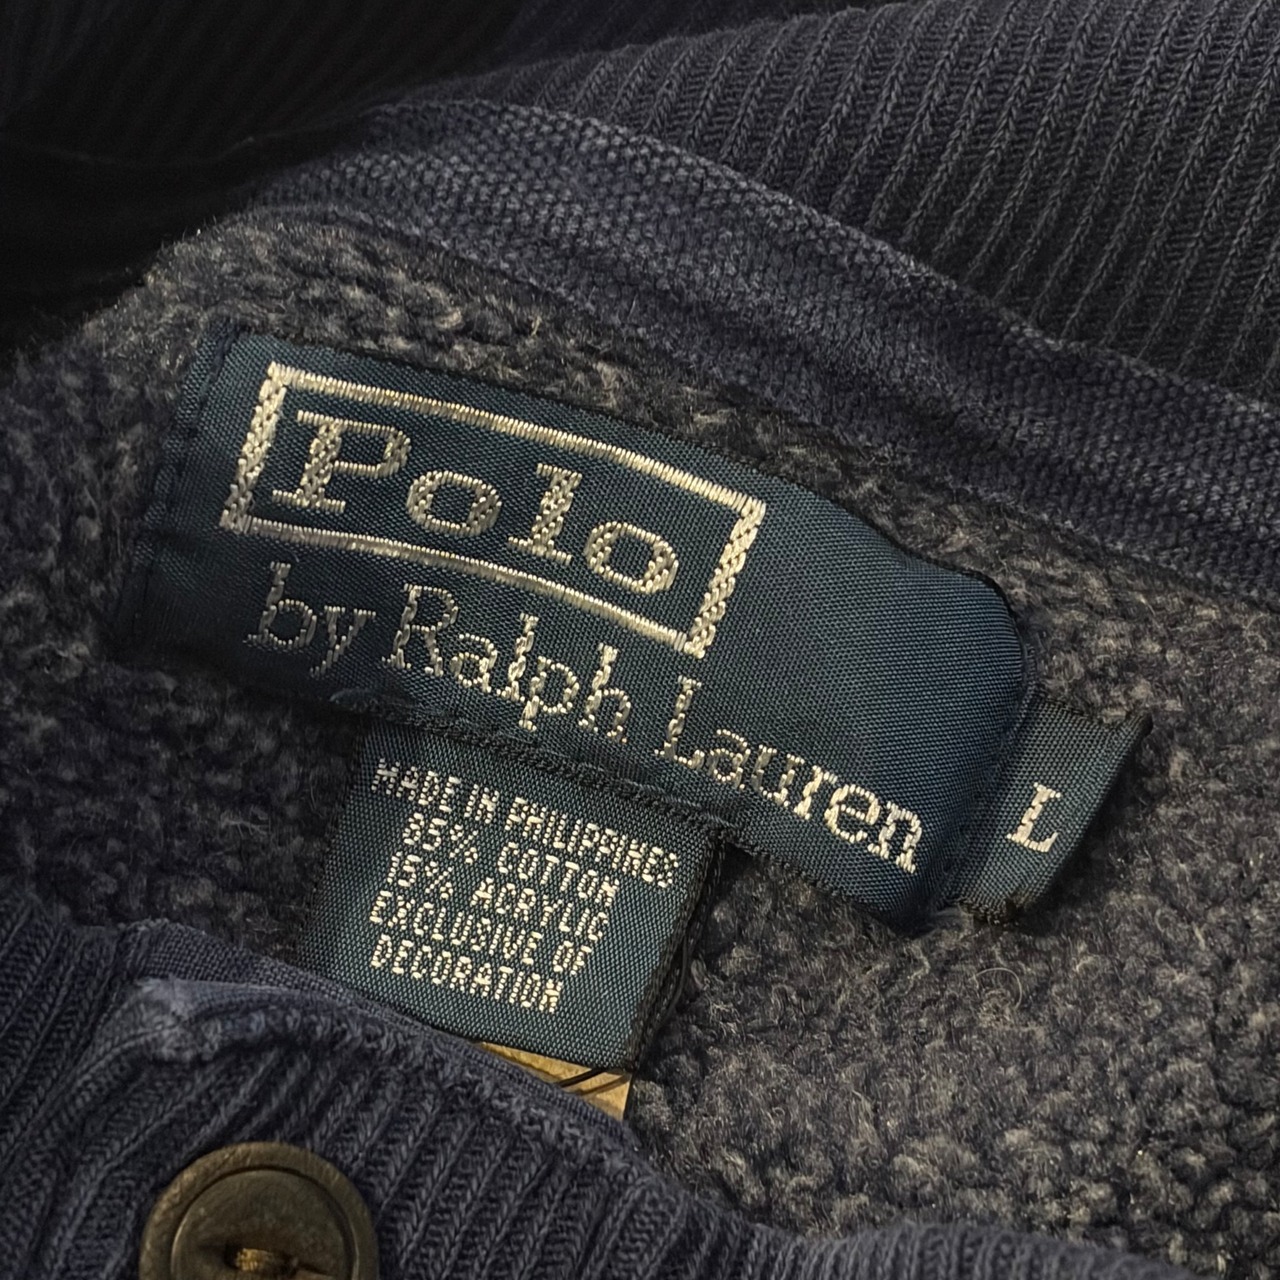 Polo
by Ralph Lauren
L
MADE IN PHILIPPINES
85% COTTON
15% ACRYLIC
EXCLUSIVE OF
DECORATION